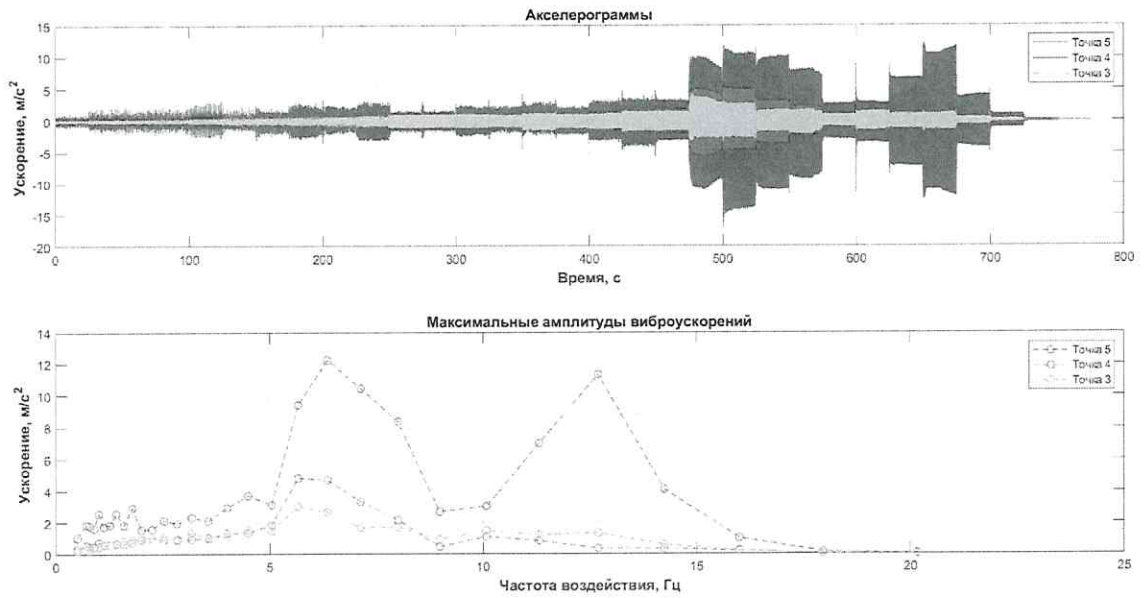 Акселерограммы
15
10
5
0
-5
-10
-15
-20
Ускорение, м/с²
0 100 200 300 400 500 600 700 800
Время, с
Точка 5
Точка 4
Точка 3
Максимальные амплитуды виброускорений
14
12
10
8
6
4
2
0
Ускорение, м/с²
0 5 10 15 20 25
Частота воздействия, Гц
Точка 5
Точка 4
Точка 3